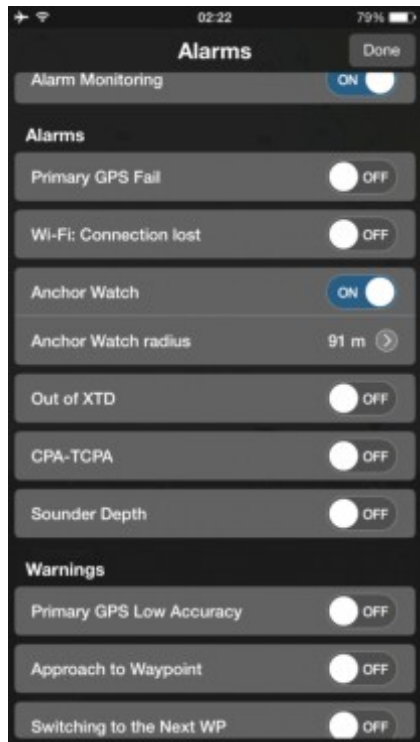 02:22 79%
Alarms Done
Alarm Monitoring ON
Alarms
Primary GPS Fail OFF
Wi-Fi: Connection lost OFF
Anchor Watch ON
Anchor Watch radius 91 m
Out of XTD OFF
CPA-TCPA OFF
Sounder Depth OFF
Warnings
Primary GPS Low Accuracy OFF
Approach to Waypoint OFF
Switching to the Next WP OFF